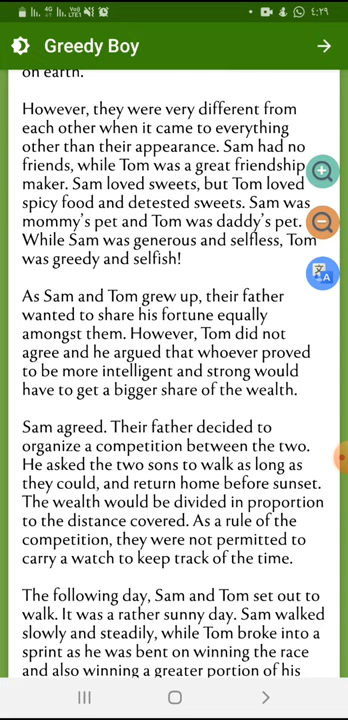 ٤:٢٩
Greedy Boy
on earth.
However, they were very different from
each other when it came to everything
other than their appearance. Sam had no
friends, while Tom was a great friendship
maker. Sam loved sweets, but Tom loved
spicy food and detested sweets. Sam was
mommy's pet and Tom was daddy's pet.
While Sam was generous and selfless, Tom
was greedy and selfish!
As Sam and Tom grew up, their father
wanted to share his fortune equally
amongst them. However, Tom did not
agree and he argued that whoever proved
to be more intelligent and strong would
have to get a bigger share of the wealth.
Sam agreed. Their father decided to
organize a competition between the two.
He asked the two sons to walk as long as
they could, and return home before sunset.
The wealth would be divided in proportion
to the distance covered. As a rule of the
competition, they were not permitted to
carry a watch to keep track of the time.
The following day, Sam and Tom set out to
walk. It was a rather sunny day. Sam walked
slowly and steadily, while Tom broke into a
sprint as he was bent on winning the race
and also winning a greater portion of his